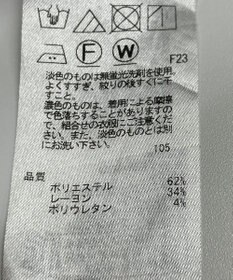 F W
F23
淡色のものは無蛍光洗剤を使用。
よくすすぎ、絞りの後すぐに干す
こと。
濃色のものは、着用による摩擦
で色落ちすることがありますの
で、組合せの衣服にご注意くださ
い。また、淡色のものとは別
にお洗い下さい。
105
品質
ポリエステル 62%
レーヨン 34%
ポリウレタン 4%